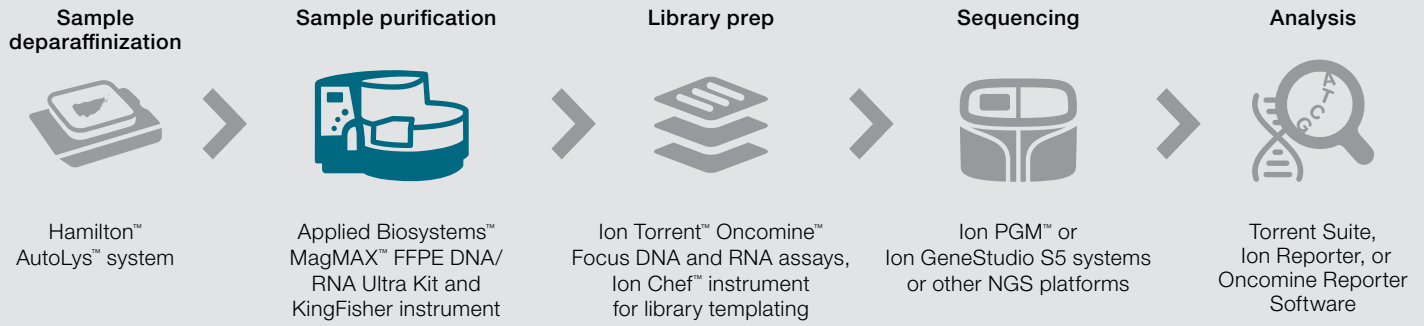 Sample
deparaffinization
Sample purification
Library prep
Sequencing
Analysis
A
T
C
G
Hamilton™
AutoLys™ system
Applied Biosystems™
MagMAX™ FFPE DNA/
RNA Ultra Kit and
KingFisher instrument
Ion Torrent™ Oncomine™
Focus DNA and RNA assays,
Ion Chef™ instrument
for library templating
Ion PGM™ or
Ion GeneStudio S5 systems
or other NGS platforms
Torrent Suite,
Ion Reporter, or
Oncomine Reporter
Software